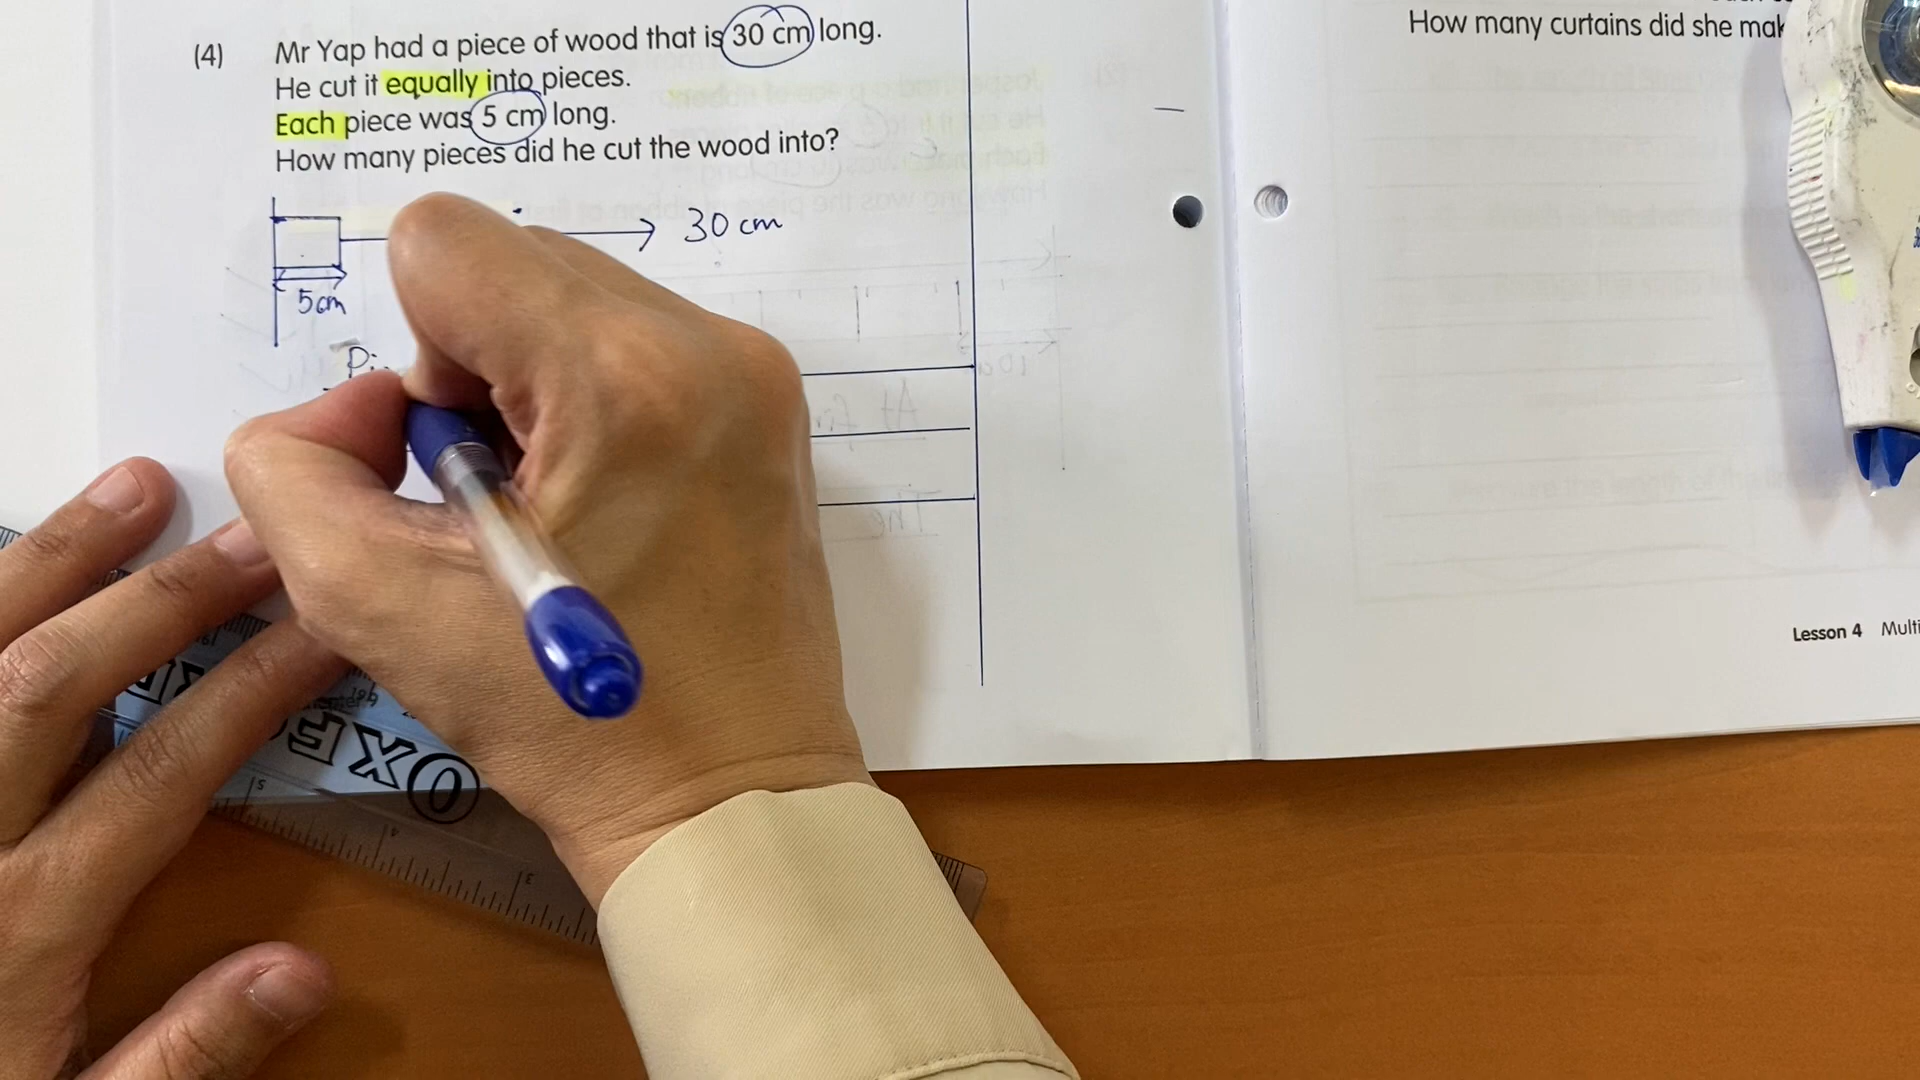 (4) Mr Yap had a piece of wood that is 30 cm long.
He cut it equally into pieces.
Each piece was 5 cm long.
How many pieces did he cut the wood into?
30 cm
5cm
Pi
How many curtains did she mak
Lesson 4 Multi